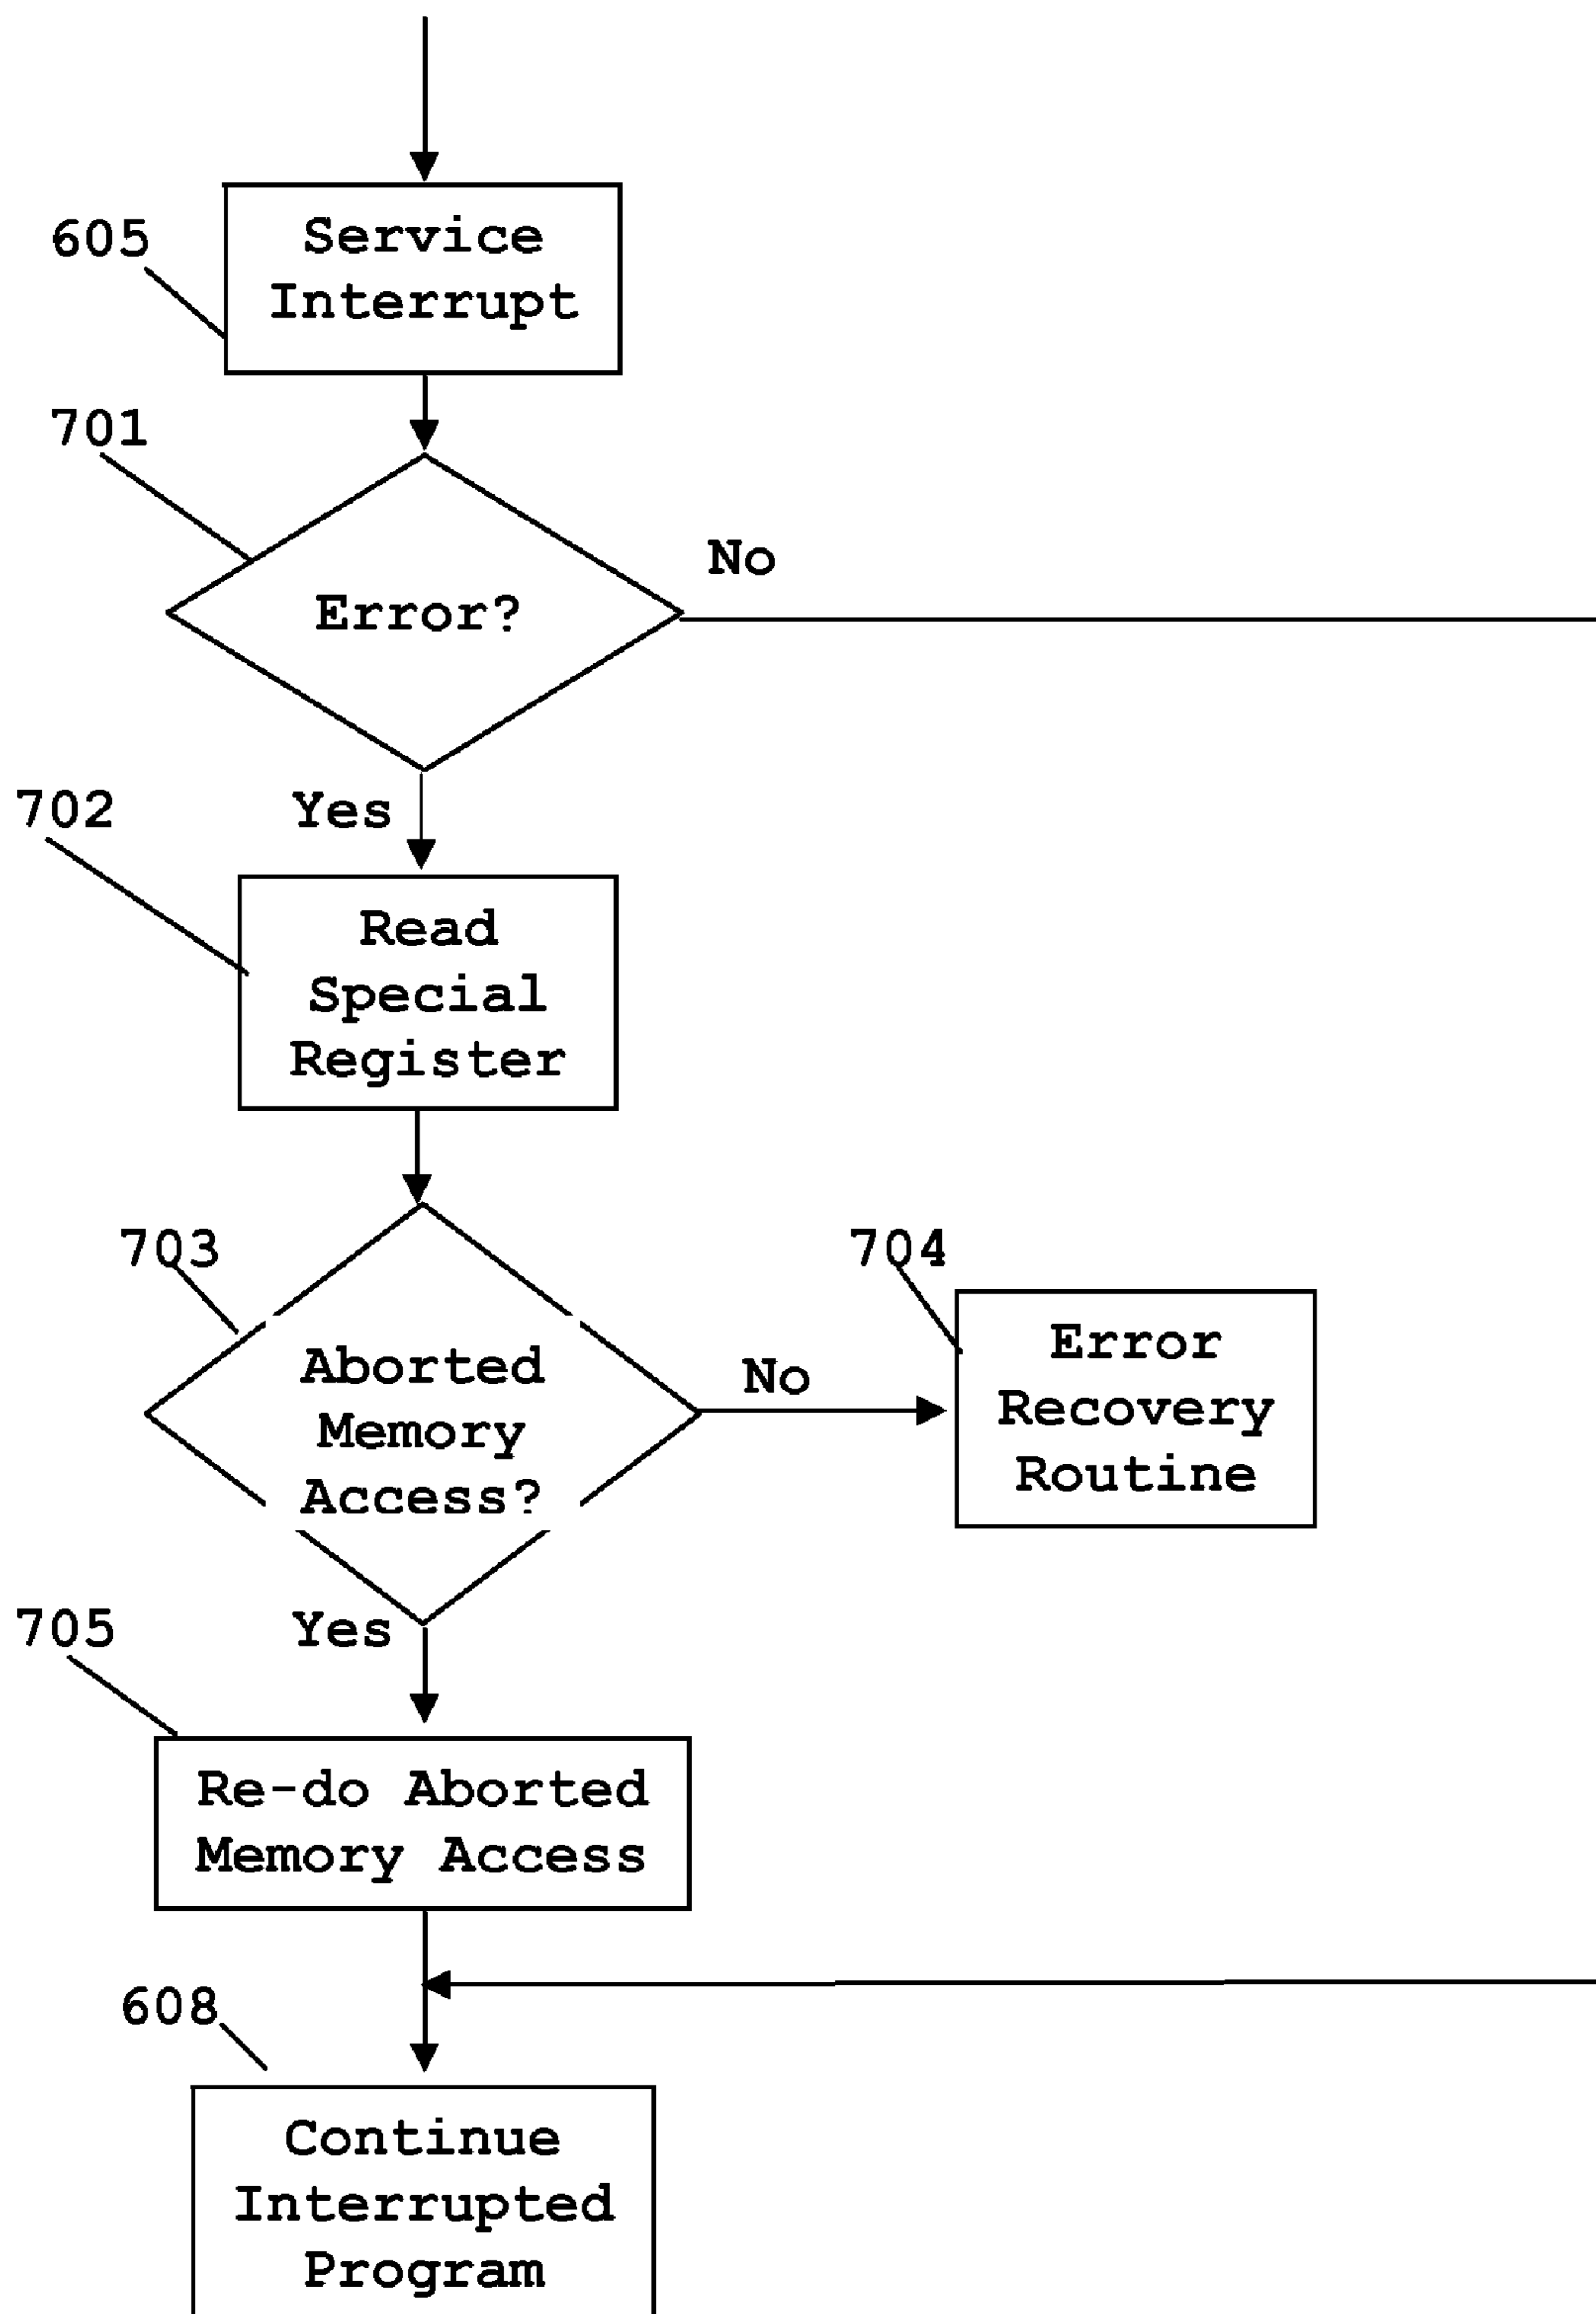 605
Service
Interrupt
701
No
Error?
702
Yes
Read
Special
Register
703
704
Aborted
Memory
Access?
No
Error
Recovery
Routine
705
Yes
Re-do Aborted
Memory Access
608
Continue
Interrupted
Program